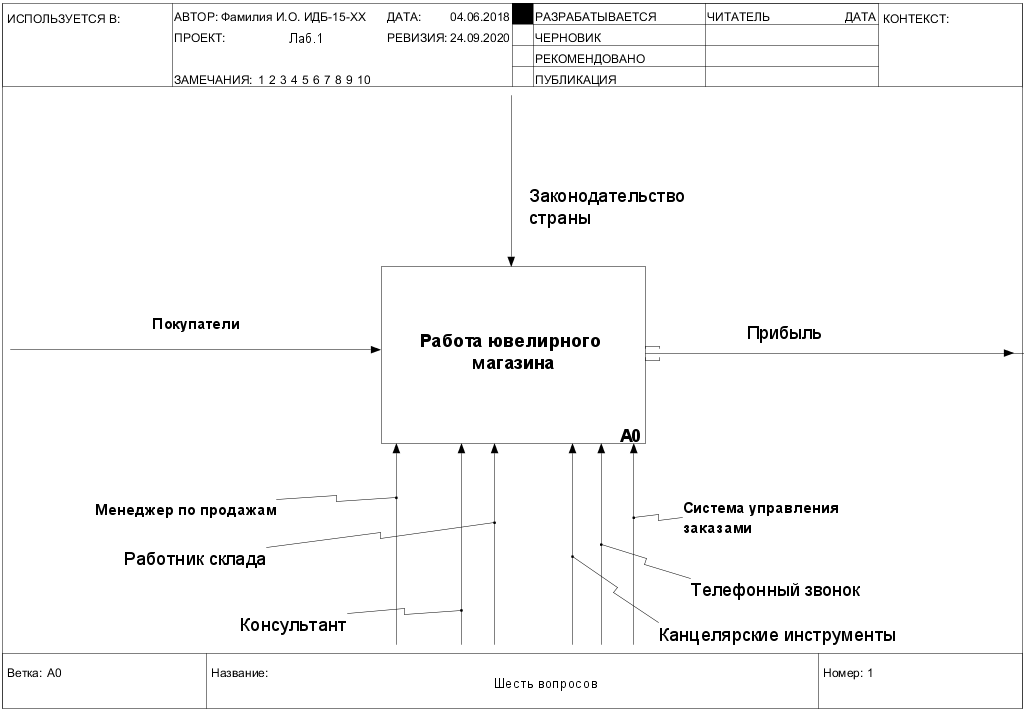 ИСПОЛЬЗУЕТСЯ В:
АВТОР: Фамилия И.О. ИДБ-15-ХХ
ДАТА: 04.06.2018
ПРОЕКТ: Лаб.1
РЕВИЗИЯ: 24.09.2020
ЗАМЕЧАНИЯ: 1 2 3 4 5 6 7 8 9 10
РАЗРАБАТЫВАЕТСЯ
ЧЕРНОВИК
РЕКОМЕНДОВАНО
ПУБЛИКАЦИЯ
ЧИТАТЕЛЬ
ДАТА
КОНТЕКСТ:
Законодательство
страны
Покупатели
Работа ювелирного
магазина
A0
Прибыль
Менеджер по продажам
Работник склада
Консультант
Система управления
заказами
Телефонный звонок
Канцелярские инструменты
Ветка: A0
Название:
Шесть вопросов
Номер: 1